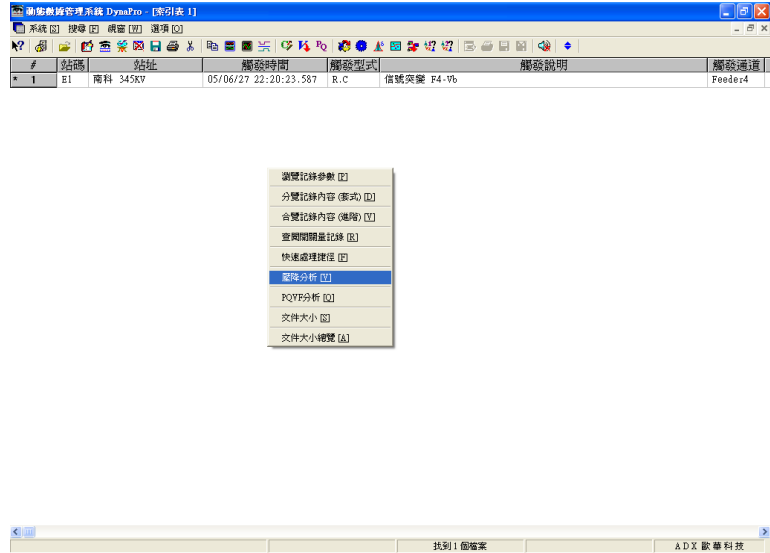 動態數據管理系統 DynaPro - [索引表 1]
系統[S] 搜尋[F] 視窗[W] 選項[O]
# 站碼 站址 觸發時間 觸發型式 觸發說明 觸發通道
* 1 E1 南科 345KV 05/06/27 22:20:23.587 R.C 信號突變 F4-Vb Feeder4
瀏覽記錄參數 [P]
分覽記錄內容 (套式) [D]
合覽記錄內容 (進階) [V]
查閱開關量記錄 [R]
快速處理捷徑 [F]
壓降分析 [V]
PQVF分析 [Q]
文件大小 [S]
文件大小總覽 [A]
找到1個檔案 ADX 歐華科技